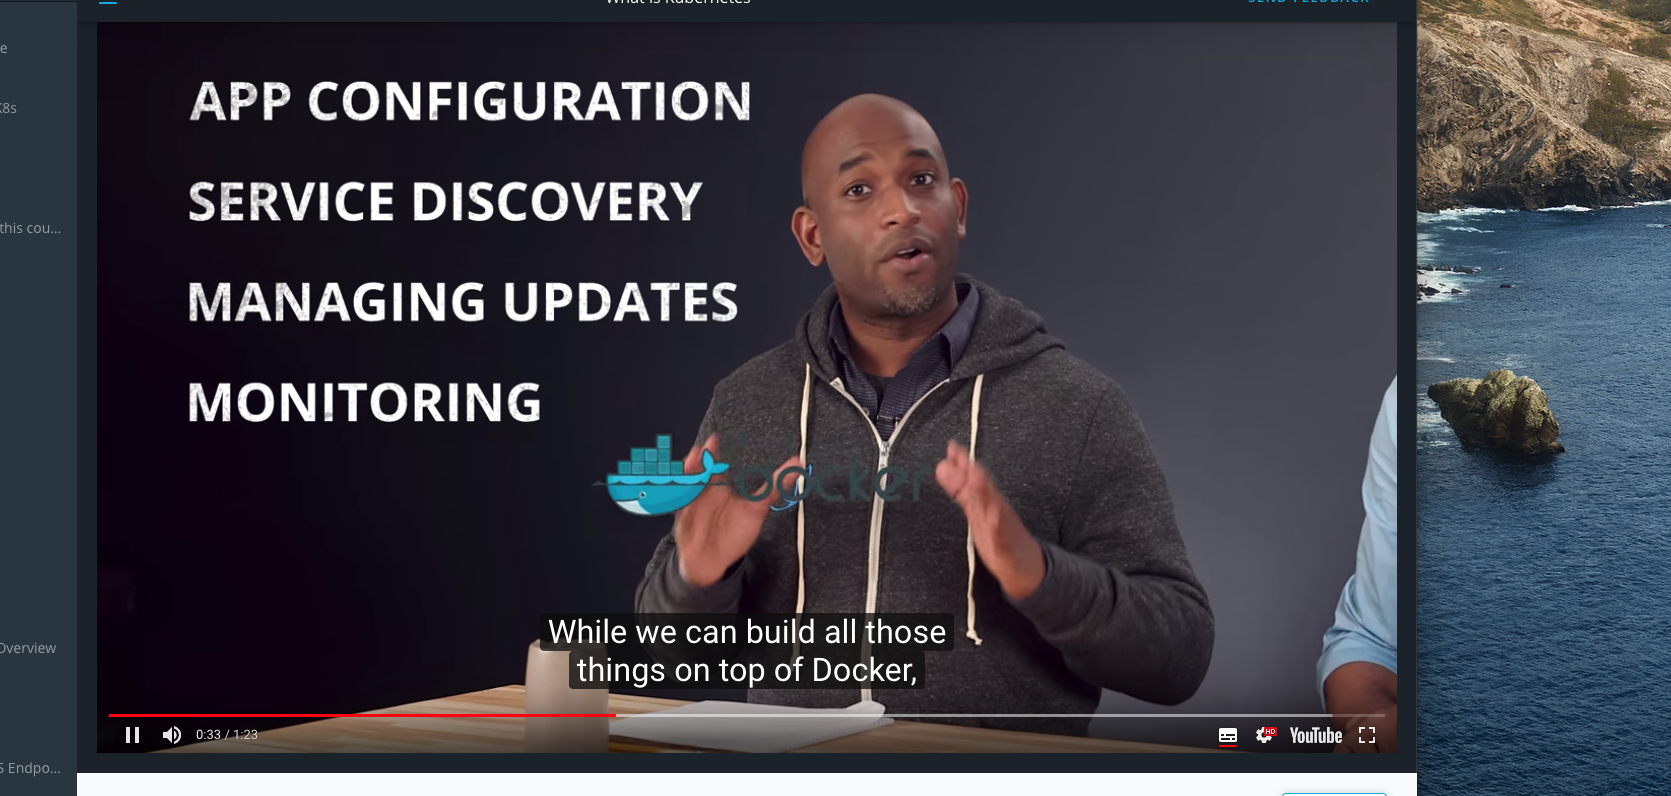 What is Kubernetes
SEND FEEDBACK
e
K8s
this cou...
Overview
S Endpo...
APP CONFIGURATION
SERVICE DISCOVERY
MANAGING UPDATES
MONITORING
docker
While we can build all those
things on top of Docker,
0:33 / 1:23
HD
YouTube